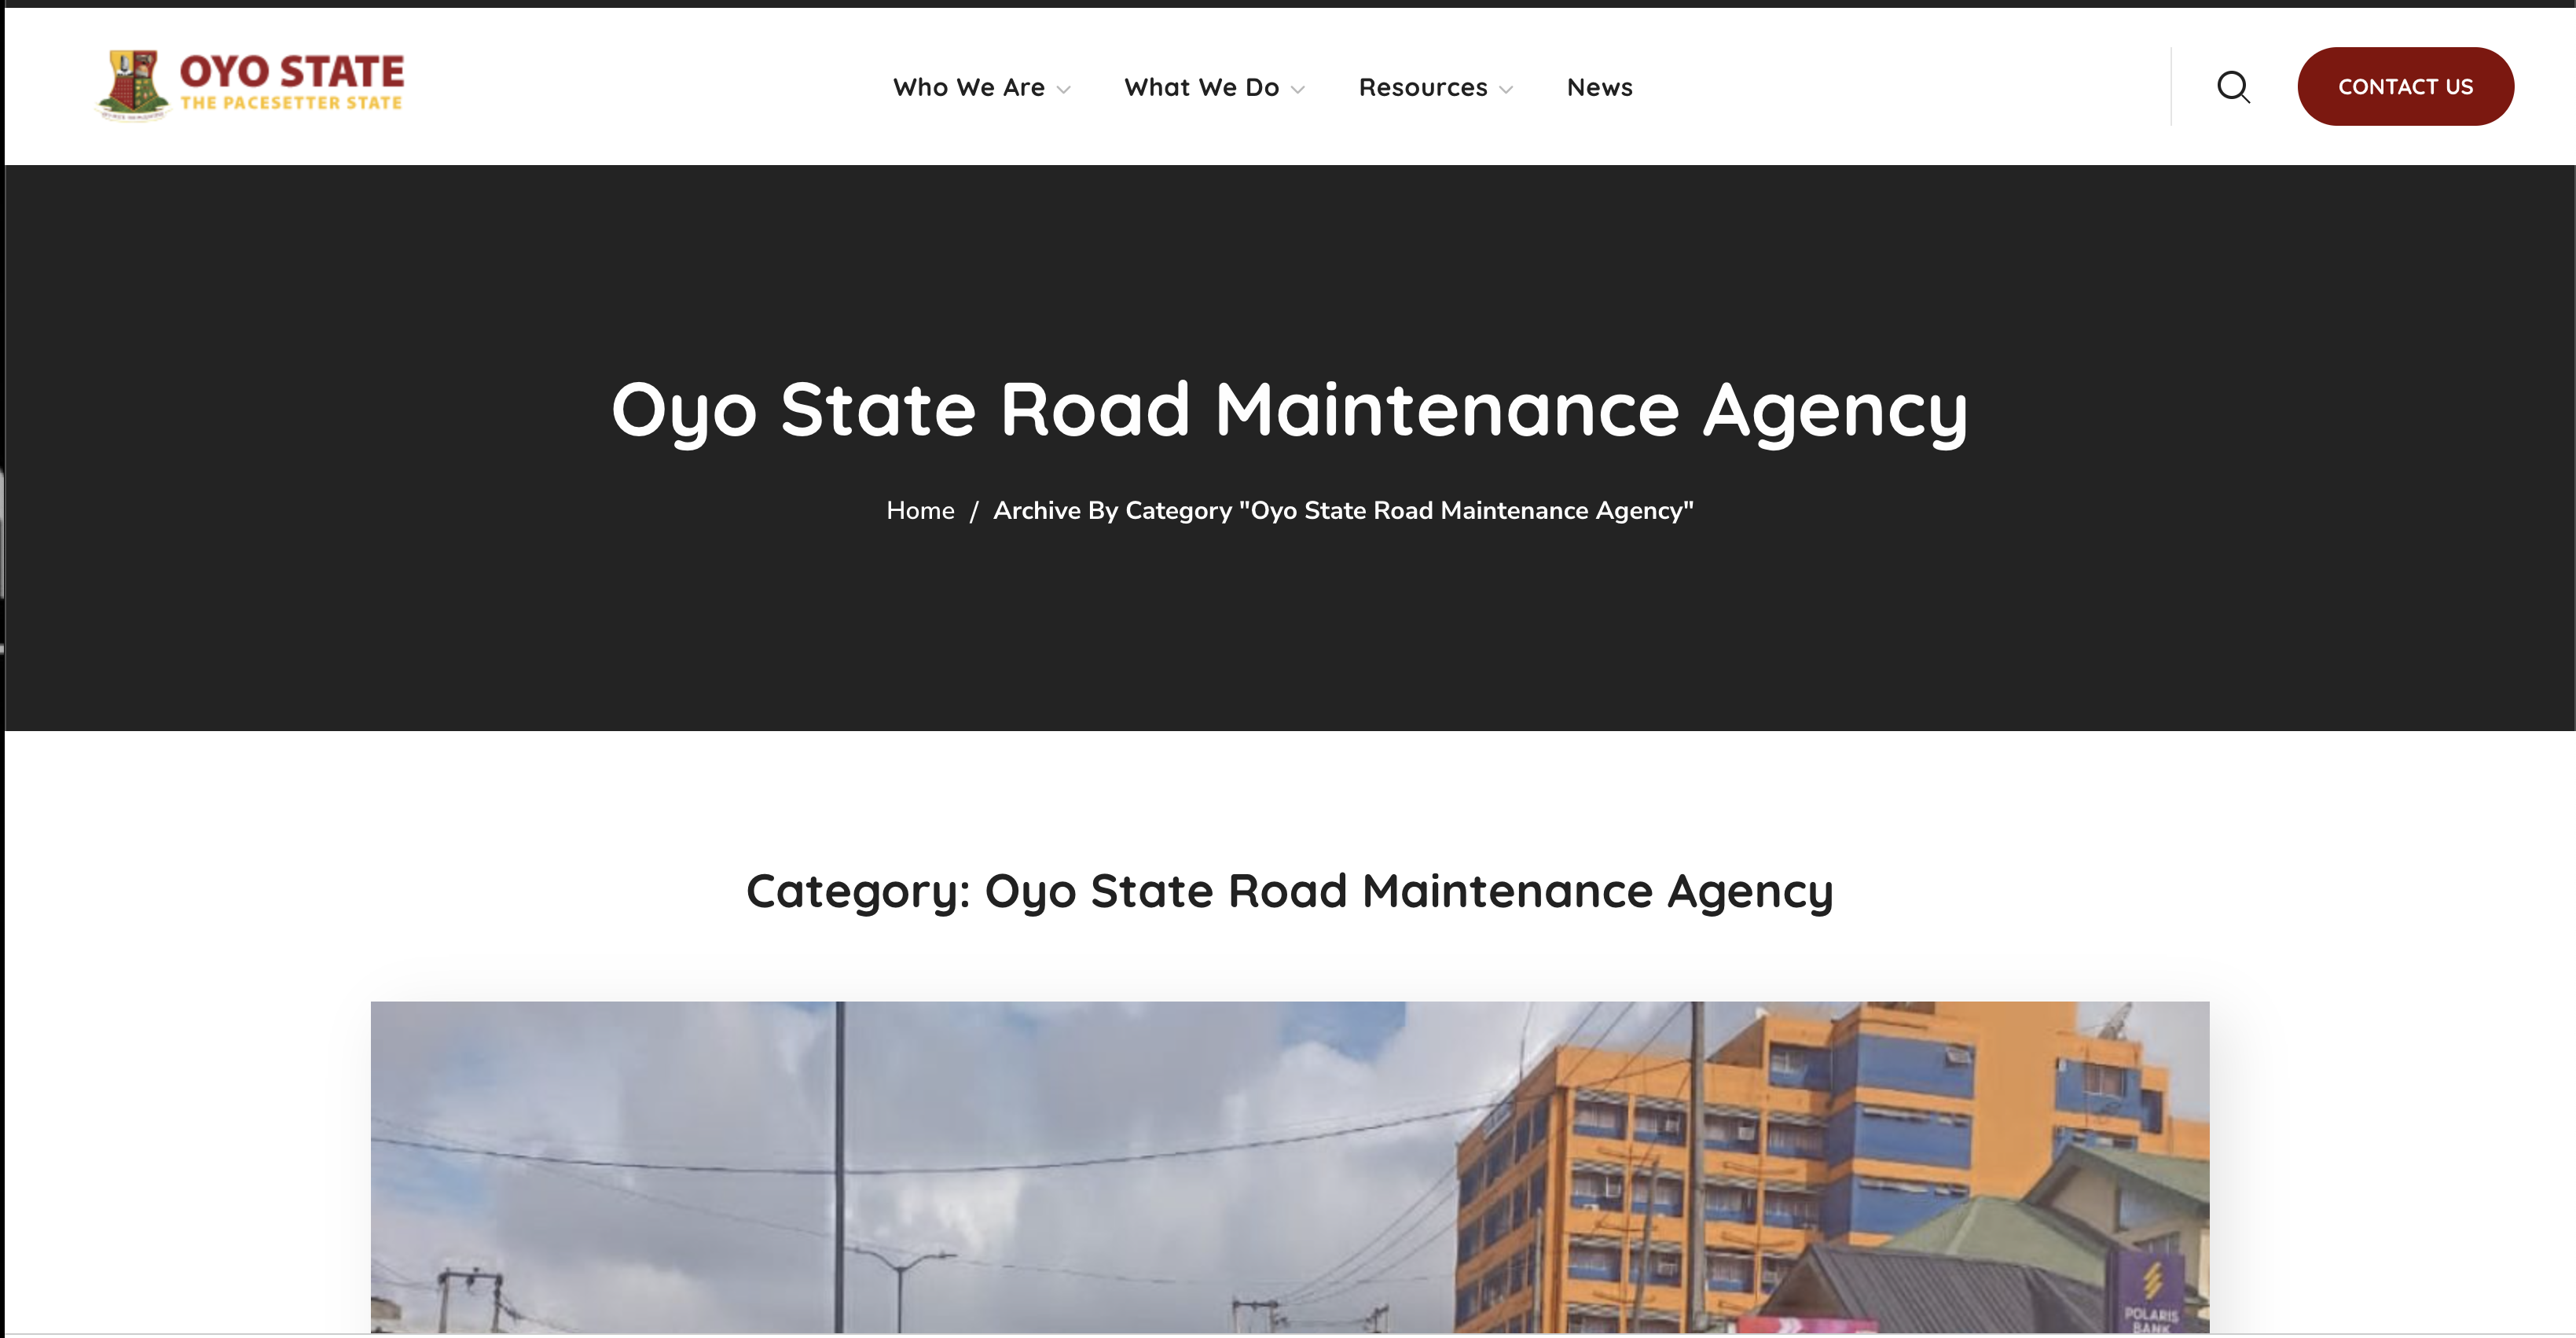 OYO STATE
THE PACESETTER STATE
Who We Are
What We Do
Resources
News
CONTACT US
Oyo State Road Maintenance Agency
Home / Archive By Category "Oyo State Road Maintenance Agency"
Category: Oyo State Road Maintenance Agency
POLARIS
BANK